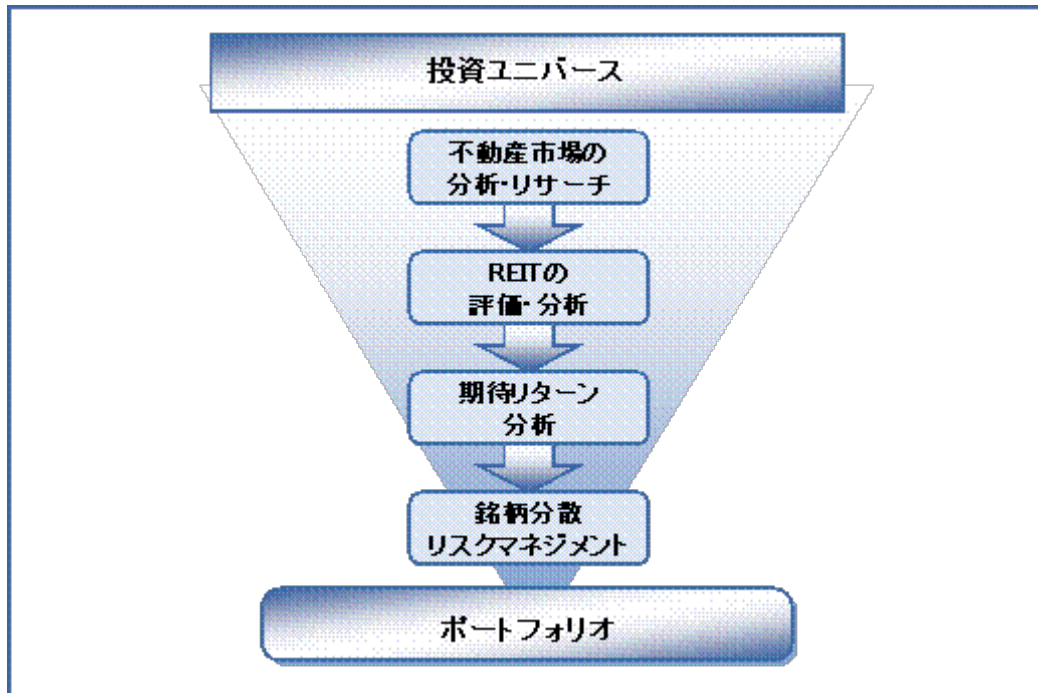 投資ユニバース
不動産市場の
分析・リサーチ
REITの
評価・分析
期待リターン
分析
銘柄分散
リスクマネジメント
ポートフォリオ